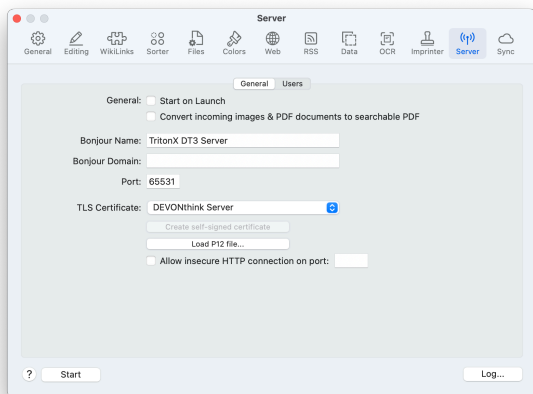 Server
General Editing WikiLinks Sorter Files Colors Web RSS Data OCR Imprinter Server Sync
General Users
General: Start on Launch
Convert incoming images & PDF documents to searchable PDF
Bonjour Name: TritonX DT3 Server
Bonjour Domain:
Port: 65531
TLS Certificate: DEVONthink Server
Create self-signed certificate
Load P12 file...
Allow insecure HTTP connection on port:
? Start Log...